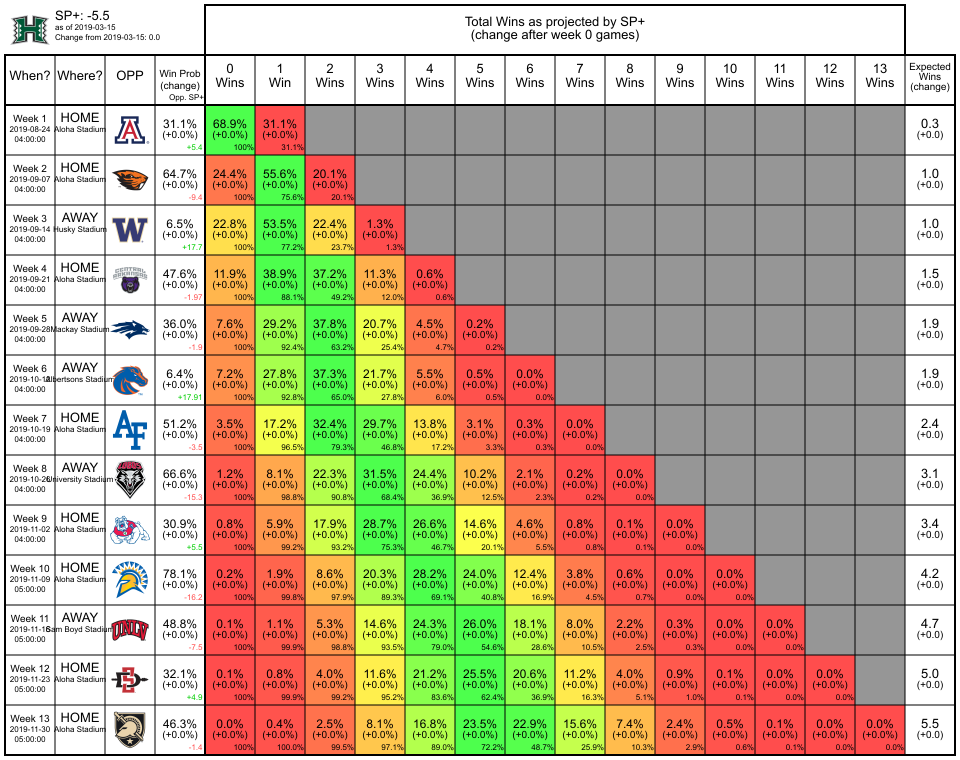 SP+: -5.5
as of 2019-03-15
Change from 2019-03-15: 0.0
Total Wins as projected by SP+
(change after week 0 games)
When? Where? OPP Win Prob (change) Opp. SP+ 0 Wins 1 Win 2 Wins 3 Wins 4 Wins 5 Wins 6 Wins 7 Wins 8 Wins 9 Wins 10 Wins 11 Wins 12 Wins 13 Wins Expected Wins (change)
Week 1 HOME 31.1% 68.9% 31.1% 0.3
2019-08-24 Aloha Stadium A (+0.0%) (+0.0%) (+0.0%) (+0.0)
04:00:00 +5.4 100% 31.1%
Week 2 HOME 64.7% 24.4% 55.6% 20.1% 1.0
2019-09-07 Aloha Stadium (+0.0%) (+0.0%) (+0.0%) (+0.0%) (+0.0)
04:00:00 -9.4 100% 75.6% 20.1%
Week 3 AWAY 6.5% 22.8% 53.5% 22.4% 1.3% 1.0
2019-09-14 Husky Stadium W (+0.0%) (+0.0%) (+0.0%) (+0.0%) (+0.0%) (+0.0)
04:00:00 +17.7 100% 77.2% 23.7% 1.3%
Week 4 HOME CENTRAL ARKANSAS 47.6% 11.9% 38.9% 37.2% 11.3% 0.6% 1.5
2019-09-21 Aloha Stadium (+0.0%) (+0.0%) (+0.0%) (+0.0%) (+0.0%) (+0.0%) (+0.0)
04:00:00 -1.97 100% 88.1% 49.2% 12.0% 0.6%
Week 5 AWAY 36.0% 7.6% 29.2% 37.8% 20.7% 4.5% 0.2% 1.9
2019-09-28 Mackay Stadium (+0.0%) (+0.0%) (+0.0%) (+0.0%) (+0.0%) (+0.0%) (+0.0%) (+0.0)
04:00:00 -1.9 100% 92.4% 63.2% 25.4% 4.7% 0.2%
Week 6 AWAY 6.4% 7.2% 27.8% 37.3% 21.7% 5.5% 0.5% 0.0% 1.9
Albertsons Stadium (+0.0%) (+0.0%) (+0.0%) (+0.0%) (+0.0%) (+0.0%) (+0.0%) (+0.0%) (+0.0)
04:00:00 +17.91 100% 92.8% 65.0% 27.8% 6.0% 0.5% 0.0%
Week 7 HOME 51.2% 3.5% 17.2% 32.4% 29.7% 13.8% 3.1% 0.3% 0.0% 2.4
2019-10-19 Aloha Stadium AF (+0.0%) (+0.0%) (+0.0%) (+0.0%) (+0.0%) (+0.0%) (+0.0%) (+0.0%) (+0.0%) (+0.0)
04:00:00 -3.5 100% 96.5% 79.3% 46.8% 17.2% 3.3% 0.3% 0.0%
Week 8 AWAY 66.6% 1.2% 8.1% 22.3% 31.5% 24.4% 10.2% 2.1% 0.2% 0.0% 3.1
2019-10-26 University Stadium (+0.0%) (+0.0%) (+0.0%) (+0.0%) (+0.0%) (+0.0%) (+0.0%) (+0.0%) (+0.0%) (+0.0%) (+0.0)
04:00:00 -15.3 100% 98.8% 90.8% 68.4% 36.9% 12.5% 2.3% 0.2% 0.0%
Week 9 HOME 30.9% 0.8% 5.9% 17.9% 28.7% 26.6% 14.6% 4.6% 0.8% 0.1% 0.0% 3.4
2019-11-02 Aloha Stadium (+0.0%) (+0.0%) (+0.0%) (+0.0%) (+0.0%) (+0.0%) (+0.0%) (+0.0%) (+0.0%) (+0.0%) (+0.0%) (+0.0)
04:00:00 +5.5 100% 99.2% 93.2% 75.3% 46.7% 20.1% 5.5% 0.8% 0.1% 0.0%
Week 10 HOME 78.1% 0.2% 1.9% 8.6% 20.3% 28.2% 24.0% 12.4% 3.8% 0.6% 0.0% 0.0% 4.2
2019-11-09 Aloha Stadium (+0.0%) (+0.0%) (+0.0%) (+0.0%) (+0.0%) (+0.0%) (+0.0%) (+0.0%) (+0.0%) (+0.0%) (+0.0%) (+0.0%) (+0.0)
05:00:00 -16.2 100% 99.8% 97.9% 89.3% 69.1% 40.8% 16.9% 4.5% 0.7% 0.0% 0.0%
Week 11 AWAY 48.8% 0.1% 1.1% 5.3% 14.6% 24.3% 26.0% 18.1% 8.0% 2.2% 0.3% 0.0% 0.0% 4.7
2019-11-16 Sam Boyd Stadium UNLV (+0.0%) (+0.0%) (+0.0%) (+0.0%) (+0.0%) (+0.0%) (+0.0%) (+0.0%) (+0.0%) (+0.0%) (+0.0%) (+0.0%) (+0.0%) (+0.0)
05:00:00 -7.5 100% 99.9% 98.8% 93.5% 79.0% 54.6% 28.6% 10.5% 2.5% 0.3% 0.0% 0.0%
Week 12 HOME 32.1% 0.1% 0.8% 4.0% 11.6% 21.2% 25.5% 20.6% 11.2% 4.0% 0.9% 0.1% 0.0% 0.0% 5.0
2019-11-23 Aloha Stadium SD (+0.0%) (+0.0%) (+0.0%) (+0.0%) (+0.0%) (+0.0%) (+0.0%) (+0.0%) (+0.0%) (+0.0%) (+0.0%) (+0.0%) (+0.0%) (+0.0%) (+0.0)
05:00:00 +4.9 100% 99.9% 99.2% 95.2% 83.6% 62.4% 36.9% 16.3% 5.1% 1.0% 0.1% 0.0% 0.0%
Week 13 HOME 46.3% 0.0% 0.4% 2.5% 8.1% 16.8% 23.5% 22.9% 15.6% 7.4% 2.4% 0.5% 0.1% 0.0% 0.0% 5.5
2019-11-30 Aloha Stadium (+0.0%) (+0.0%) (+0.0%) (+0.0%) (+0.0%) (+0.0%) (+0.0%) (+0.0%) (+0.0%) (+0.0%) (+0.0%) (+0.0%) (+0.0%) (+0.0%) (+0.0%) (+0.0)
05:00:00 -1.4 100% 100.0% 99.5% 97.1% 89.0% 72.2% 48.7% 25.9% 10.3% 2.9% 0.6% 0.1% 0.0% 0.0%